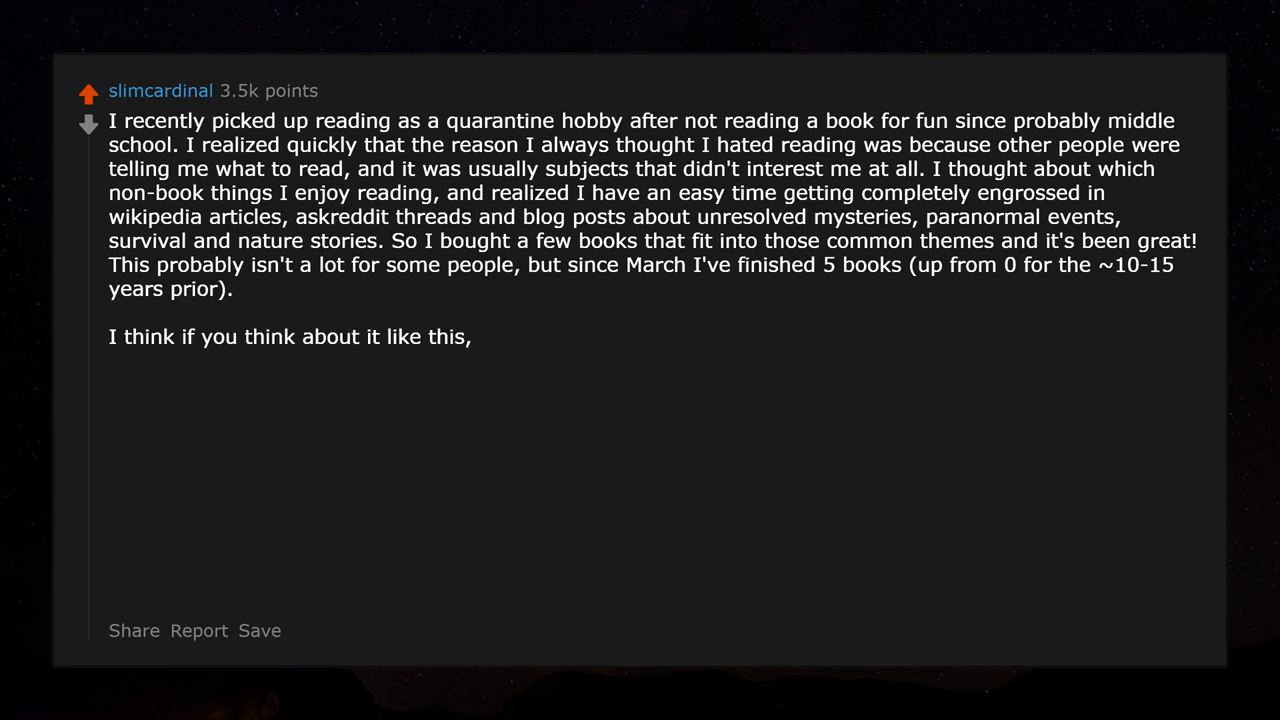 slimcardinal 3.5k points
I recently picked up reading as a quarantine hobby after not reading a book for fun since probably middle
school. I realized quickly that the reason I always thought I hated reading was because other people were
telling me what to read, and it was usually subjects that didn't interest me at all. I thought about which
non-book things I enjoy reading, and realized I have an easy time getting completely engrossed in
wikipedia articles, askreddit threads and blog posts about unresolved mysteries, paranormal events,
survival and nature stories. So I bought a few books that fit into those common themes and it's been great!
This probably isn't a lot for some people, but since March I've finished 5 books (up from 0 for the ~10-15
years prior).
I think if you think about it like this,
Share Report Save